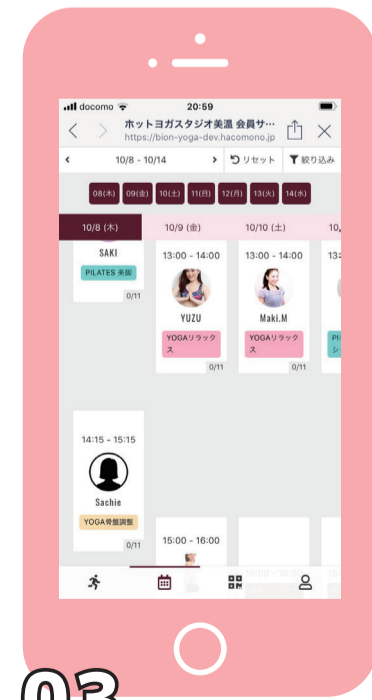 docomo 20:59
ホットヨガスタジオ美温 会員サ…
https://bion-yoga-dev.hacomono.jp
10/8 - 10/14 リセット 絞り込み
08(木) 09(金) 10(土) 11(日) 12(月) 13(火) 14(水)
10/8 (木) 10/9 (金) 10/10 (土) 10
SAKI
PILATES 美脚
0/11
13:00 - 14:00
YUZU
YOGAリラックス
0/11
13:00 - 14:00
Maki.M
YOGAリラックス
0/11
14:15 - 15:15
Sachie
YOGA骨盤調整
0/11
15:00 - 16:00
03